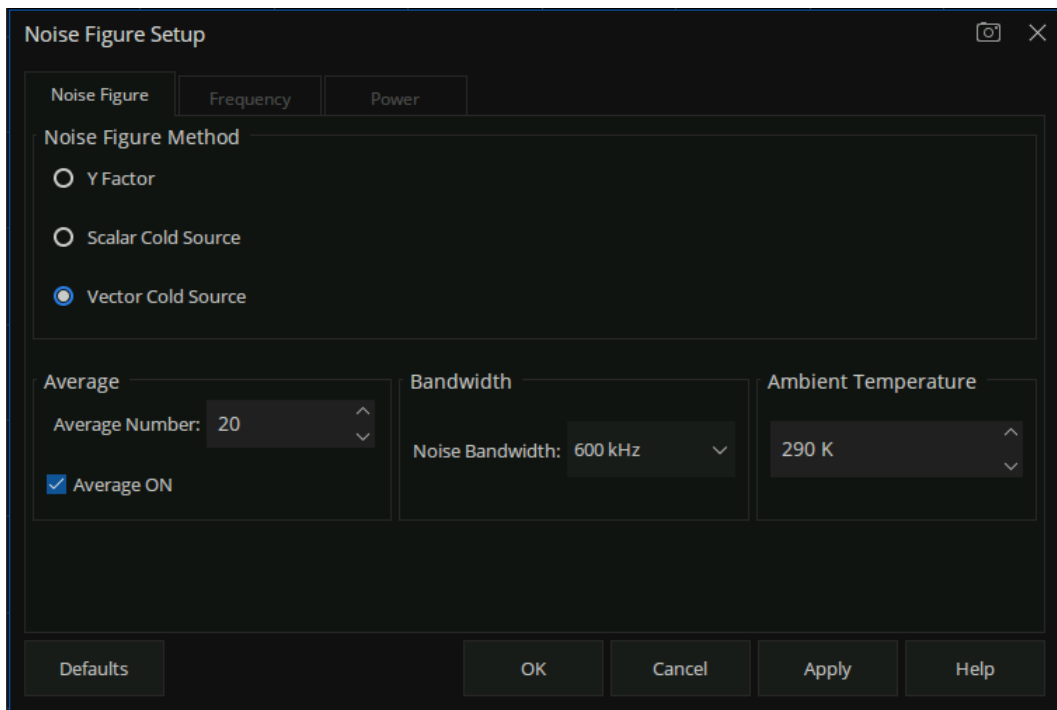 Noise Figure Setup
Noise Figure Frequency Power
Noise Figure Method
Y Factor
Scalar Cold Source
Vector Cold Source
Average
Average Number: 20
Average ON
Bandwidth
Noise Bandwidth: 600 kHz
Ambient Temperature
290 K
Defaults OK Cancel Apply Help